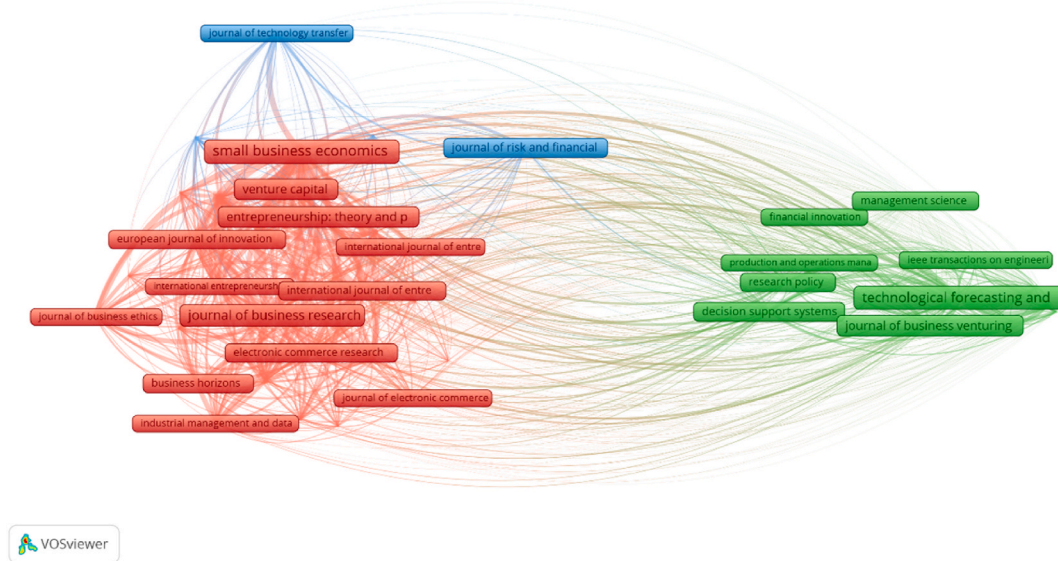 journal of technology transfer
small business economics
journal of risk and financial
venture capital
entrepreneurship: theory and p
european journal of innovation
international journal of entre
international entrepreneursh
international journal of entre
journal of business ethics
journal of business research
electronic commerce research
business horizons
journal of electronic commerce
industrial management and data
management science
financial innovation
production and operations mana
ieee transactions on engineeri
research policy
technological forecasting and
decision support systems
journal of business venturing
VOSviewer